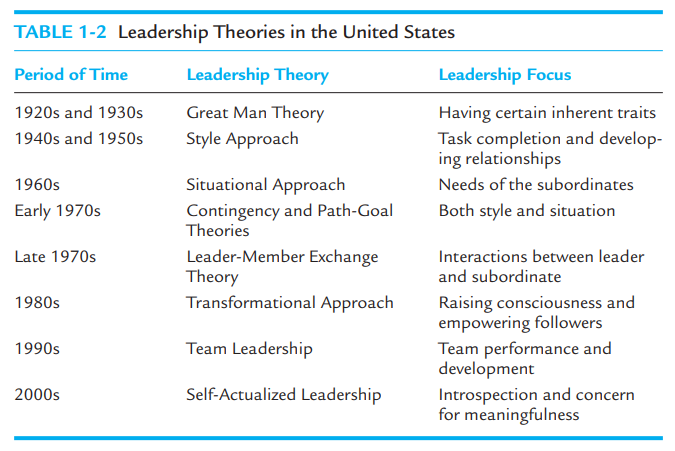 TABLE 1-2 Leadership Theories in the United States
Period of Time Leadership Theory Leadership Focus
1920s and 1930s Great Man Theory Having certain inherent traits
1940s and 1950s Style Approach Task completion and develop-
ing relationships
1960s Situational Approach Needs of the subordinates
Early 1970s Contingency and Path-Goal Both style and situation
Theories
Late 1970s Leader-Member Exchange Interactions between leader
Theory and subordinate
1980s Transformational Approach Raising consciousness and
empowering followers
1990s Team Leadership Team performance and
development
2000s Self-Actualized Leadership Introspection and concern
for meaningfulness